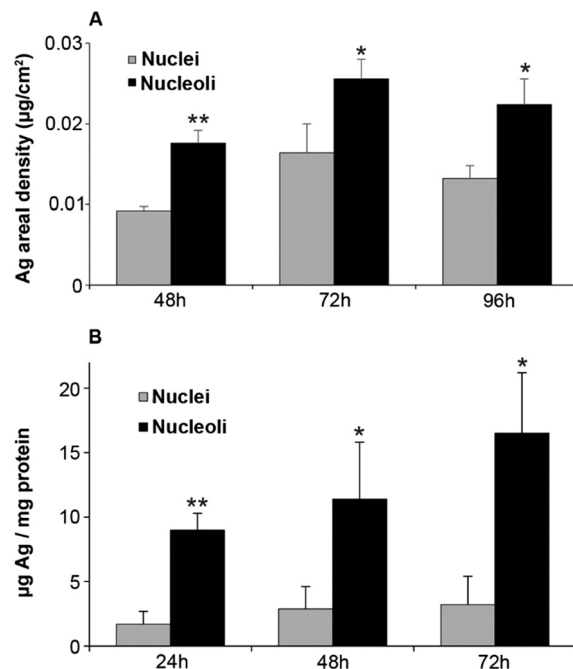 A
Ag areal density (µg/cm²)
0.03
0.02
0.01
0
Nuclei
Nucleoli
**
*
*
48h
72h
96h
B
µg Ag / mg protein
20
15
10
5
0
Nuclei
Nucleoli
**
*
*
24h
48h
72h